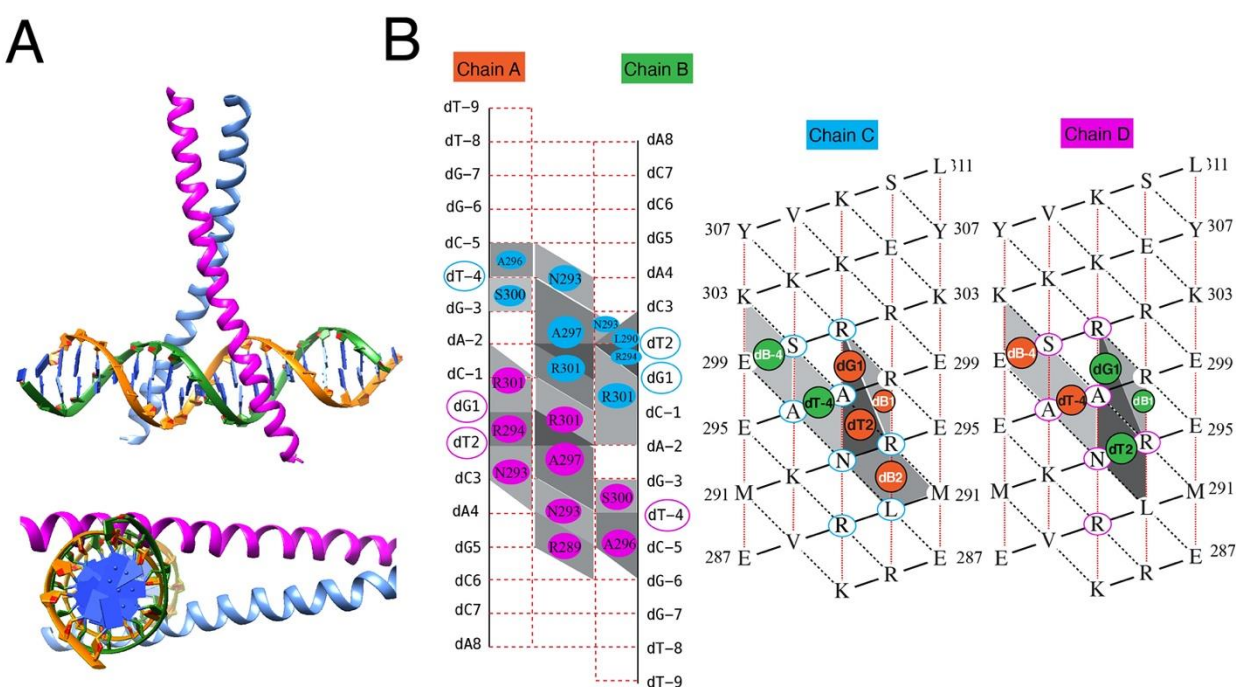 A
B
Chain A
Chain B
dT-9
dT-8
dG-7
dG-6
dC-5
dT-4
dG-3
dA-2
dC-1
dG1
dT2
dC3
dA4
dG5
dC6
dC7
dA8
A296
S300
N293
A297
R301
N293
L290
R294
R301
R301
R294
N293
R301
A297
N293
R289
S300
A296
dA8
dC7
dC6
dG5
dA4
dC3
dT2
dG1
dC-1
dA-2
dG-3
dT-4
dC-5
dG-6
dG-7
dT-8
dT-9
Chain C
Y V K S L 311
307 K K E Y 307
303 K S R R K 303
299 E A A R E 299
295 E K N R E 295
291 M V R L M 291
287 E K R E 287
dB-4
dT-4
dG1
dB1
dT2
dB2
Chain D
Y V K S L 311
307 K K E Y 307
303 K S R R K 303
299 E A A R E 299
295 E K N R E 295
291 M V R L M 291
287 E K R E 287
dB-4
dT-4
dG1
dB1
dT2